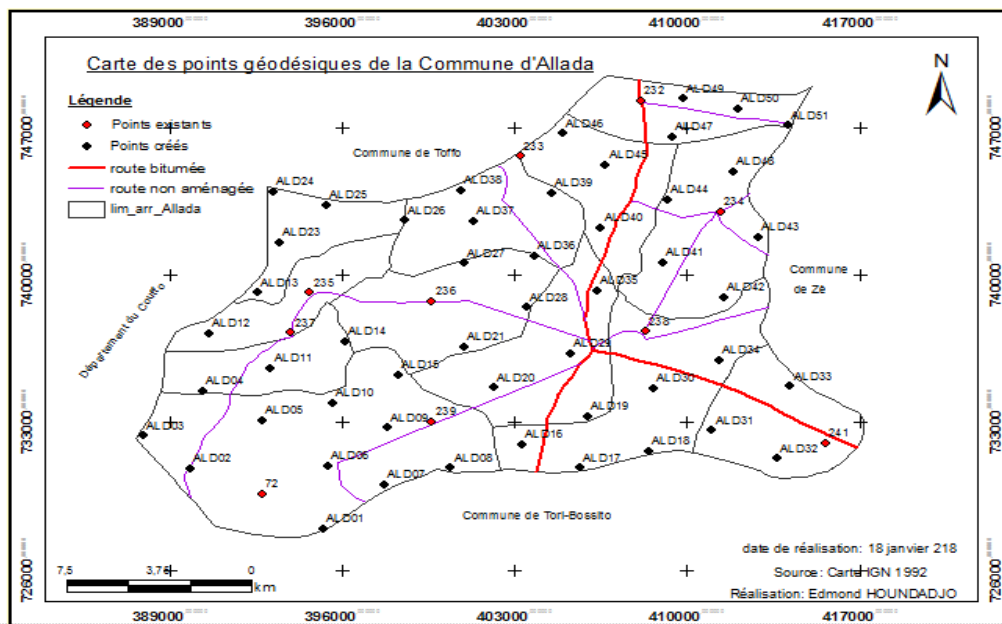 389000 396000 403000 410000 417000
Carte des points géodésiques de la Commune d'Allada
N
Légende
Points existants
Points créés
route bitumée
route non aménagée
lim_arr_Allada
747000
740000
733000
726000
747000
740000
733000
726000
Commune de Toffo
Département du Couffo
Commune
de Zè
Commune de Tori-Bossito
232
ALD49
ALD50
ALD51
ALD46
ALD47
233
ALD45
ALD48
ALD24
ALD25
ALD38
ALD39
ALD44
234
ALD26
ALD37
ALD40
ALD43
ALD23
ALD27
ALD36
ALD41
ALD13
235
236
ALD28
ALD35
ALD42
ALD12
237
ALD14
ALD21
ALD29
238
ALD34
ALD11
ALD15
ALD20
ALD30
ALD33
ALD04
ALD10
ALD05
ALD09
239
ALD19
ALD03
ALD16
ALD31
241
ALD02
ALD06
ALD08
ALD17
ALD18
ALD32
72
ALD07
ALD01
7,5 3,75 0
km
date de réalisation: 18 janvier 218
Source: Carte IGN 1992
Réalisation: Edmond HOUNDADJO
389000 396000 403000 410000 417000